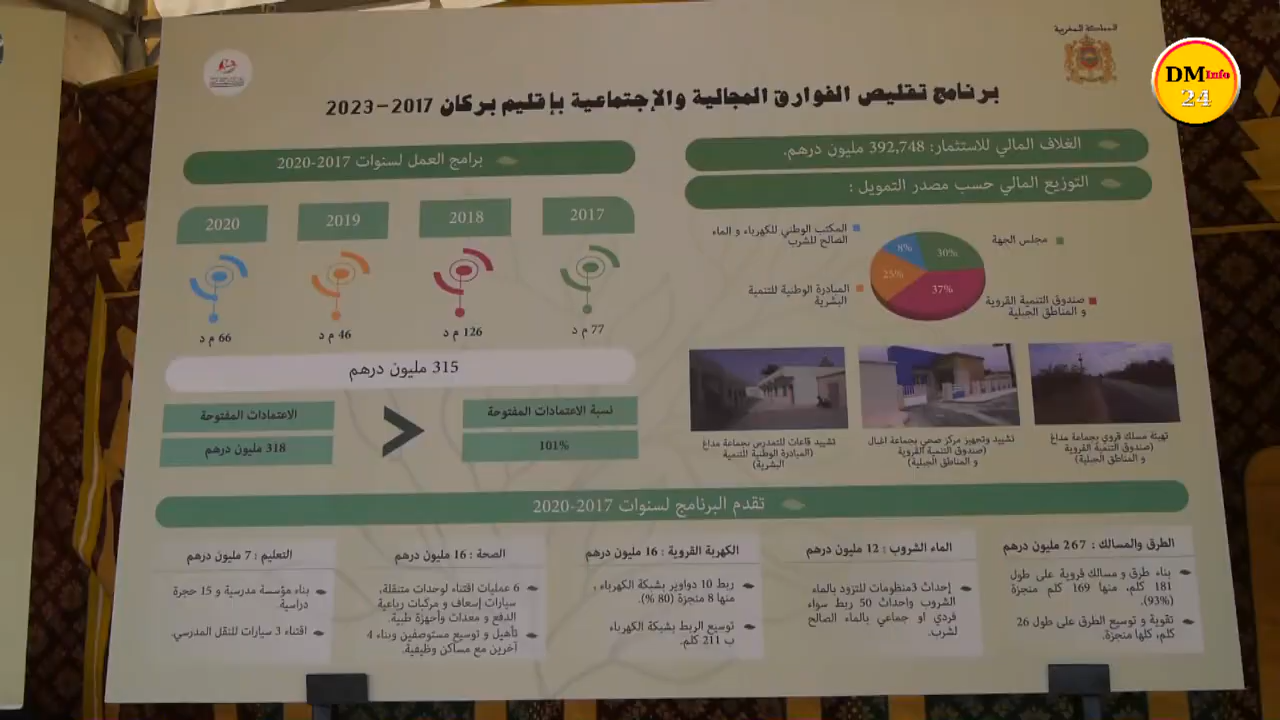 المملكة المغربية
DM Info
24
برنامج تقليص الفوارق المجالية والإجتماعية بإقليم بركان 2017-2023
الغلاف المالي للاستثمار: 392,748 مليون درهم.
التوزيع المالي حسب مصدر التمويل :
مجلس الجهة
المكتب الوطني للكهرباء و الماء
الصالح للشرب
المبادرة الوطنية للتنمية
البشرية
صندوق التنمية القروية
و المناطق الجبلية
30%
8%
25%
37%
تهيئة مسلك قروي بجماعة مداغ
(صندوق التنمية القروية
و المناطق الجبلية)
تشييد وتجهيز مركز صحي بجماعة اغبال
(صندوق التنمية القروية
و المناطق الجبلية)
تشييد قاعات للتمدرس بجماعة مداغ
(المبادرة الوطنية للتنمية
البشرية)
برامج العمل لسنوات 2017-2020
2017
2018
2019
2020
77 م د
126 م د
46 م د
66 م د
315 مليون درهم
نسبة الاعتمادات المفتوحة
101%
الاعتمادات المفتوحة
318 مليون درهم
تقدم البرنامج لسنوات 2017-2020
الطرق والمسالك : 267 مليون درهم
بناء طرق و مسالك قروية على طول
181 كلم، منها 169 كلم منجزة
(93%).
تقوية و توسيع الطرق على طول 26
كلم، كلها منجزة.
الماء الشروب : 12 مليون درهم
إحداث 3منظومات للتزود بالماء
الشروب واحداث 50 ربط سواء
فردي او جماعي بالماء الصالح
لشرب.
الكهربة القروية : 16 مليون درهم
ربط 10 دواوير بشبكة الكهرباء ,
منها 8 منجزة (80 %).
توسيع الربط بشبكة الكهرباء
ب 211 كلم.
الصحة : 16 مليون درهم
6 عمليات اقتناء لوحدات متنقلة،
سيارات إسعاف و مركبات رباعية
الدفع و معدات وأجهزة طبية.
تأهيل و توسيع مستوصفين وبناء 4
آخرين مع مساكن وظيفية.
التعليم : 7 مليون درهم
بناء مؤسسة مدرسية و 15 حجرة
دراسية.
اقتناء 3 سيارات للنقل المدرسي.